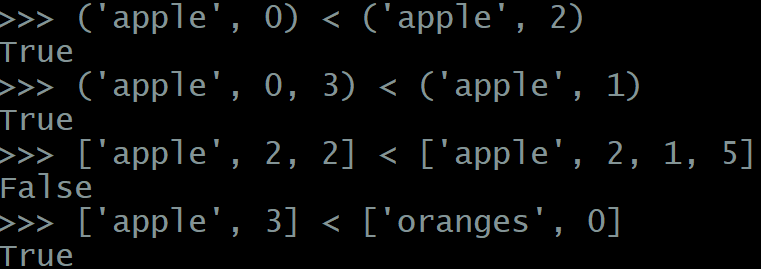 >>> ('apple', 0) < ('apple', 2)
True
>>> ('apple', 0, 3) < ('apple', 1)
True
>>> ['apple', 2, 2] < ['apple', 2, 1, 5]
False
>>> ['apple', 3] < ['oranges', 0]
True